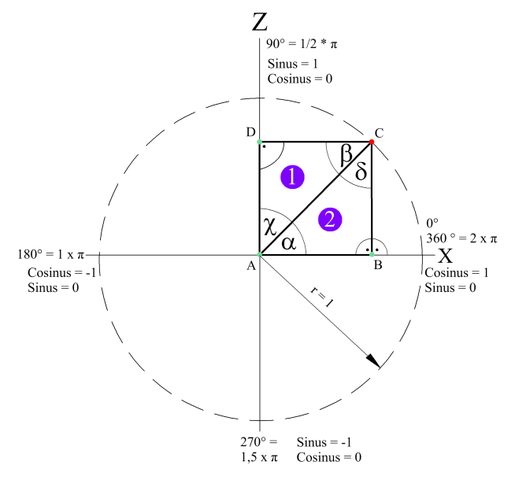 Z
90° = 1/2 * π
Sinus = 1
Cosinus = 0
D
C
β
δ
1
2
χ
α
A
B
0°
360 ° = 2 x π
X
Cosinus = 1
Sinus = 0
180° = 1 x π
Cosinus = -1
Sinus = 0
r = 1
270° =
1,5 x π
Sinus = -1
Cosinus = 0